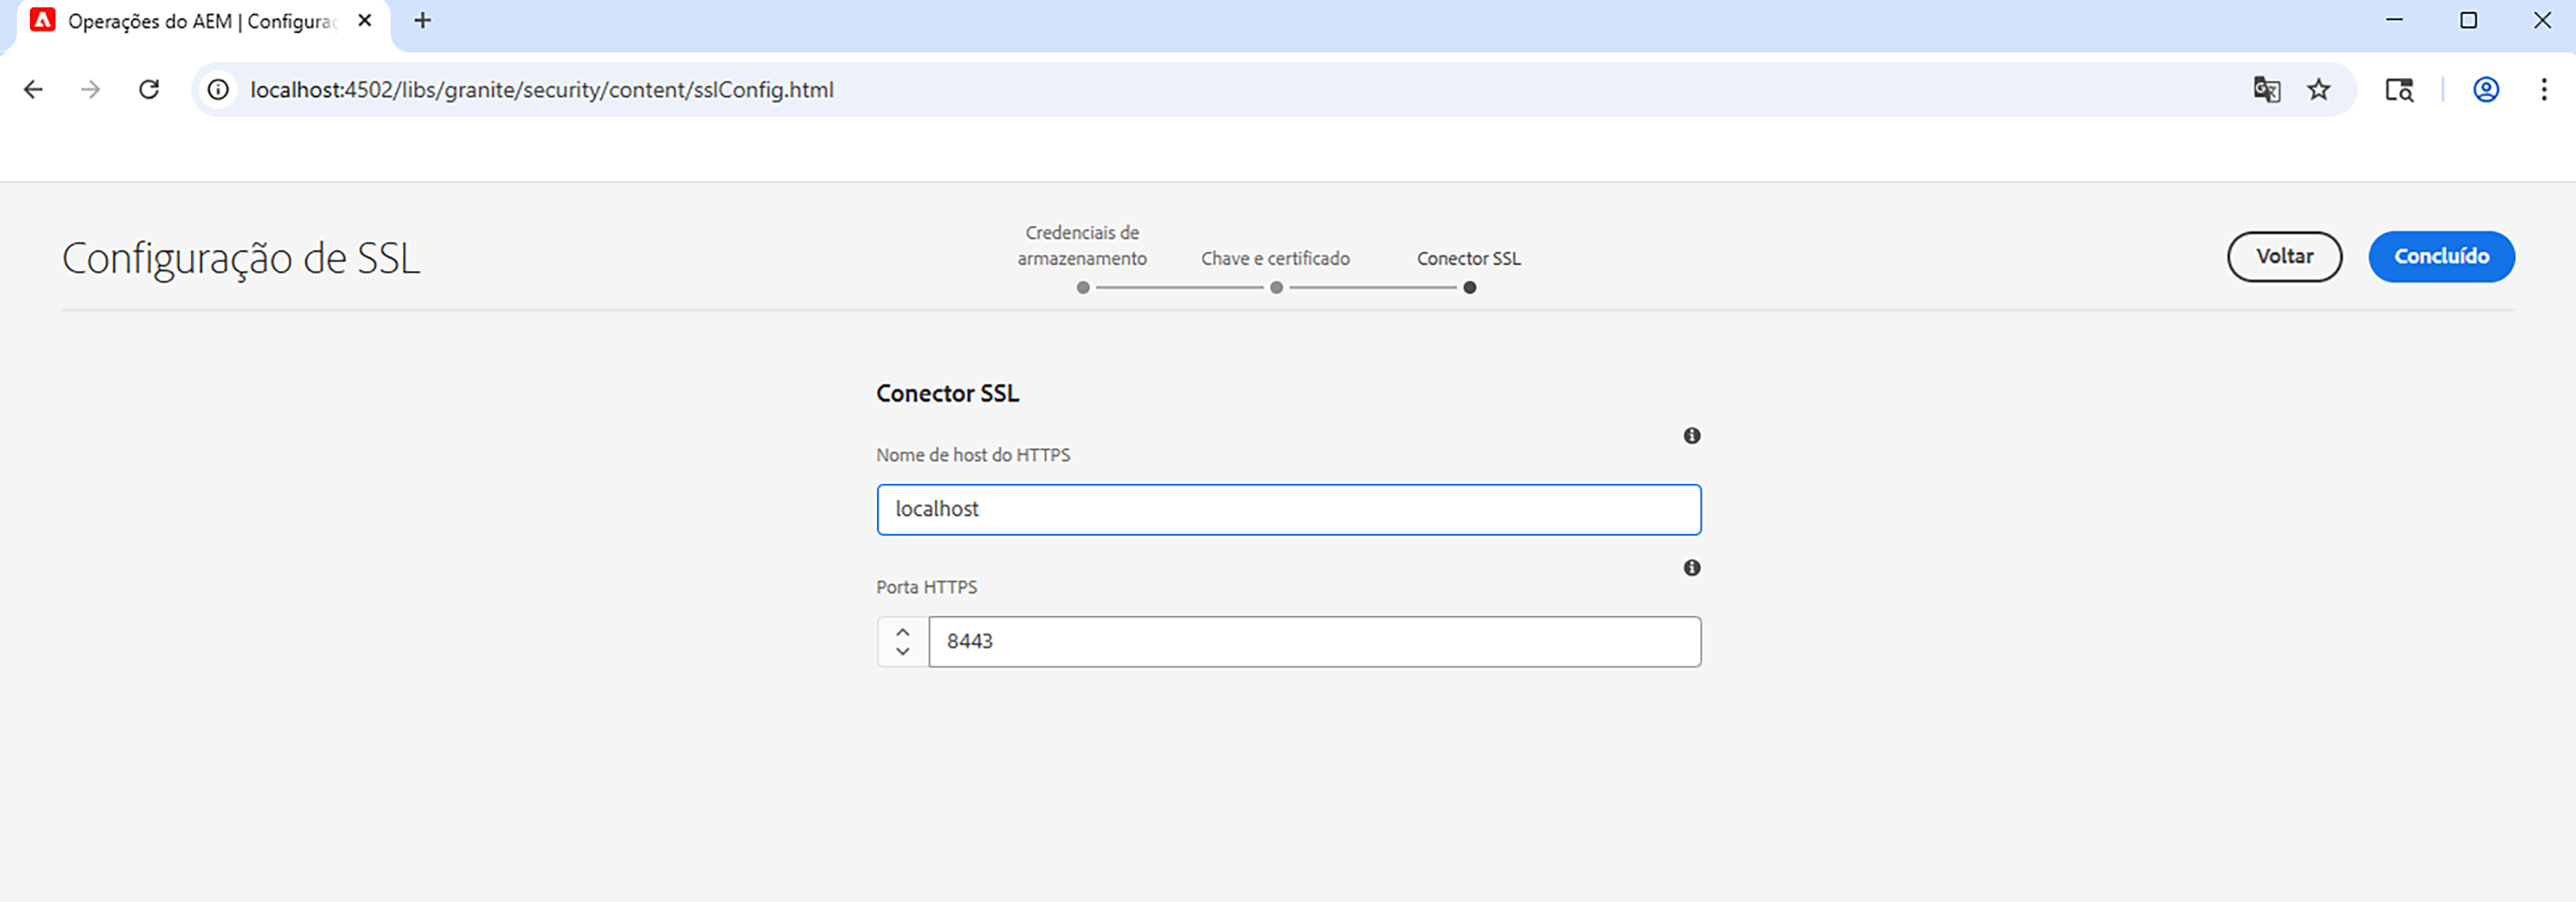 Operações do AEM | Configura
localhost:4502/libs/granite/security/content/sslConfig.html
Configuração de SSL
Credenciais de
armazenamento
Chave e certificado
Conector SSL
Voltar
Concluído
Conector SSL
Nome de host do HTTPS
localhost
Porta HTTPS
8443